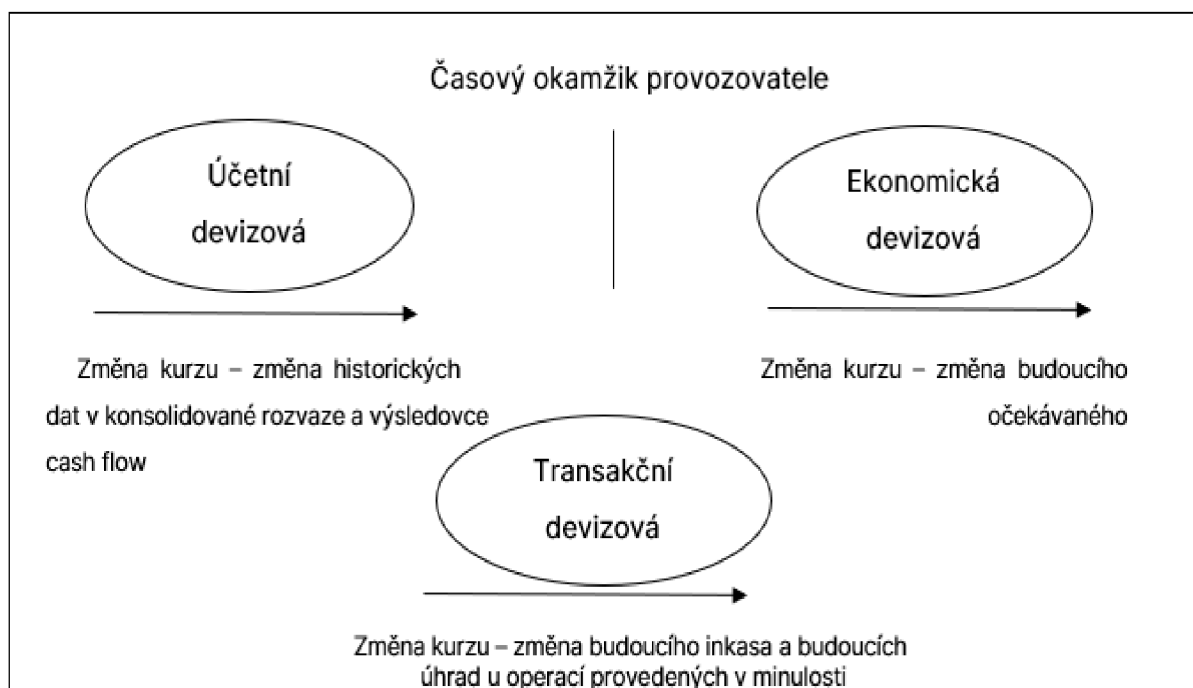 Časový okamžik provozovatele
Účetní
devizová
Ekonomická
devizová
Změna kurzu – změna historických
dat v konsolidované rozvaze a výsledovce
cash flow
Změna kurzu – změna budoucího
očekávaného
Transakční
devizová
Změna kurzu – změna budoucího inkasa a budoucích
úhrad u operací provedených v minulosti